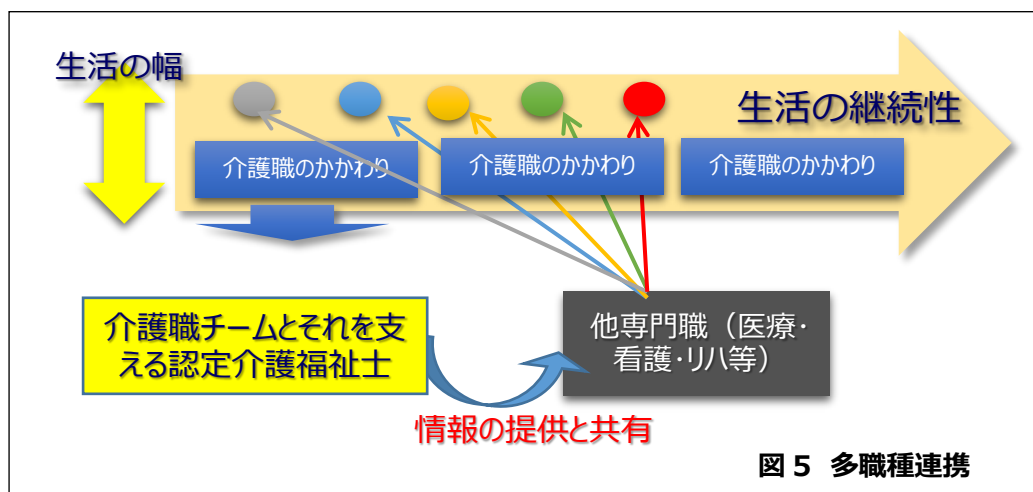 生活の幅
生活の継続性
介護職のかかわり
介護職のかかわり
介護職のかかわり
介護職チームとそれを支
える認定介護福祉士
他専門職（医療・
看護・リハ等）
情報の提供と共有
図５ 多職種連携